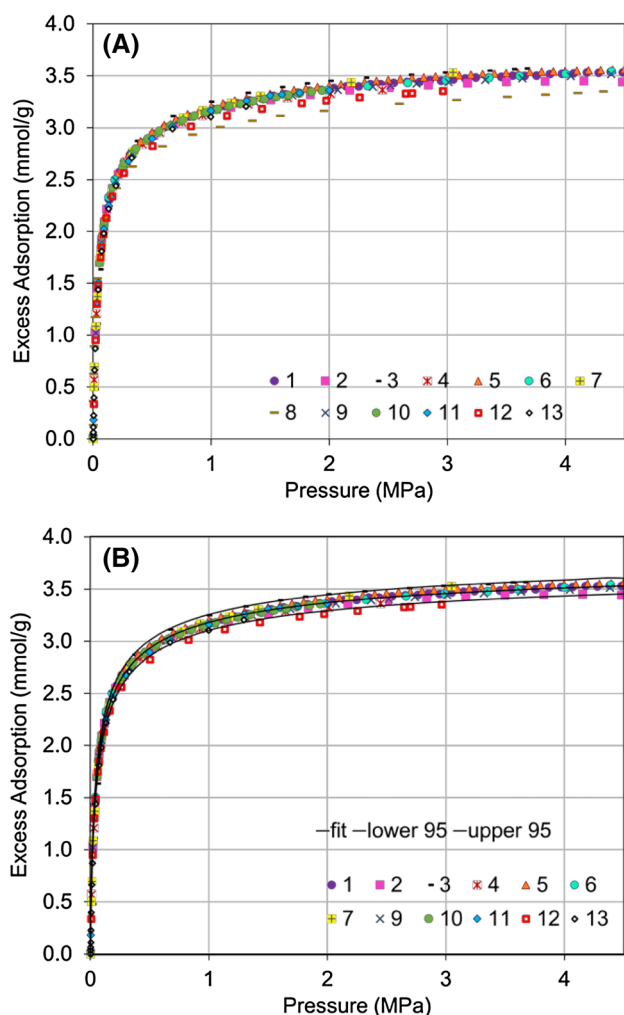 (A)
Excess Adsorption (mmol/g)
4.0
3.5
3.0
2.5
2.0
1.5
1.0
0.5
0.0
1 2 3 4 5 6 7
8 9 10 11 12 13
0 1 2 3 4
Pressure (MPa)
(B)
Excess Adsorption (mmol/g)
4.0
3.5
3.0
2.5
2.0
1.5
1.0
0.5
0.0
–fit –lower 95 –upper 95
1 2 3 4 5 6
7 9 10 11 12 13
0 1 2 3 4
Pressure (MPa)